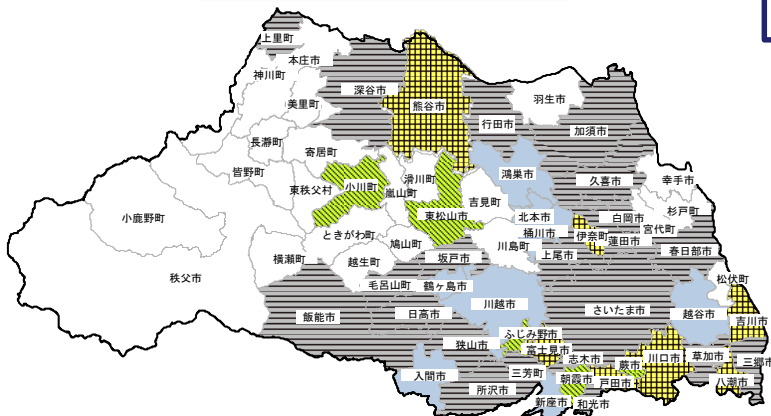 上里町
本庄市
神川町
深谷市
熊谷市
羽生市
美里町
行田市
加須市
長瀞町
寄居町
皆野町
滑川町
鴻巣市
久喜市
幸手市
東秩父村
小川町
嵐山町
吉見町
東松山市
北本市
白岡市
杉戸町
小鹿野町
宮代町
ときがわ町
桶川市
伊奈町
蓮田市
鳩山町
川島町
上尾市
春日部市
横瀬町
越生町
坂戸市
秩父市
松伏町
毛呂山町
鶴ヶ島市
川越市
さいたま市
越谷市
飯能市
日高市
吉川市
ふじみ野市
狭山市
富士見市
志木市
川口市
草加市
三郷市
蕨市
入間市
三芳町
朝霞市
戸田市
八潮市
所沢市
新座市
和光市